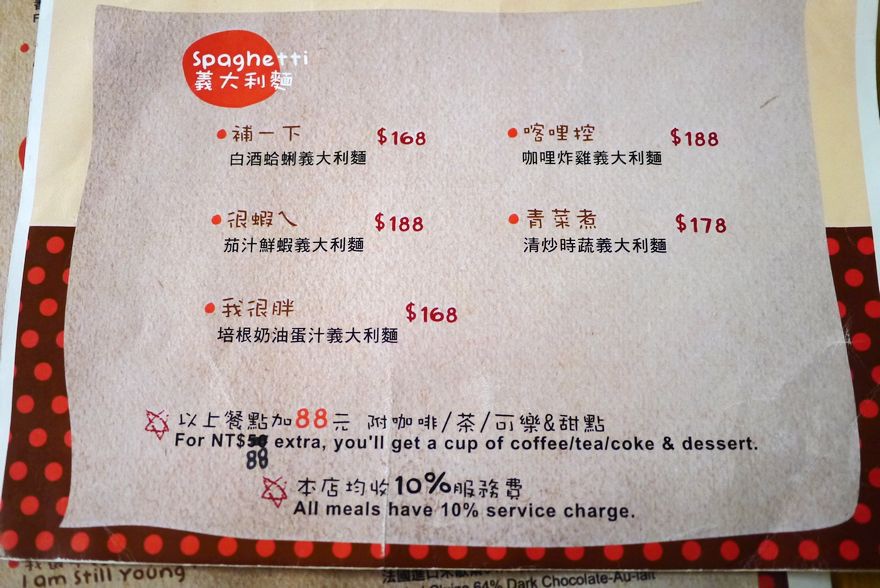 Spaghetti
義大利麵
補一下 $168
白酒蛤蜊義大利麵
喀哩控 $188
咖哩炸雞義大利麵
很蝦ㄟ $188
茄汁鮮蝦義大利麵
青菜煮 $178
清炒時蔬義大利麵
我很胖 $168
培根奶油蛋汁義大利麵
以上餐點加88元 附咖啡/茶/可樂&甜點
For NT$50 extra, you'll get a cup of coffee/tea/coke & dessert.
88
本店均收10%服務費
All meals have 10% service charge.
I am Still Young
64% Dark Chocolate-Au-lait